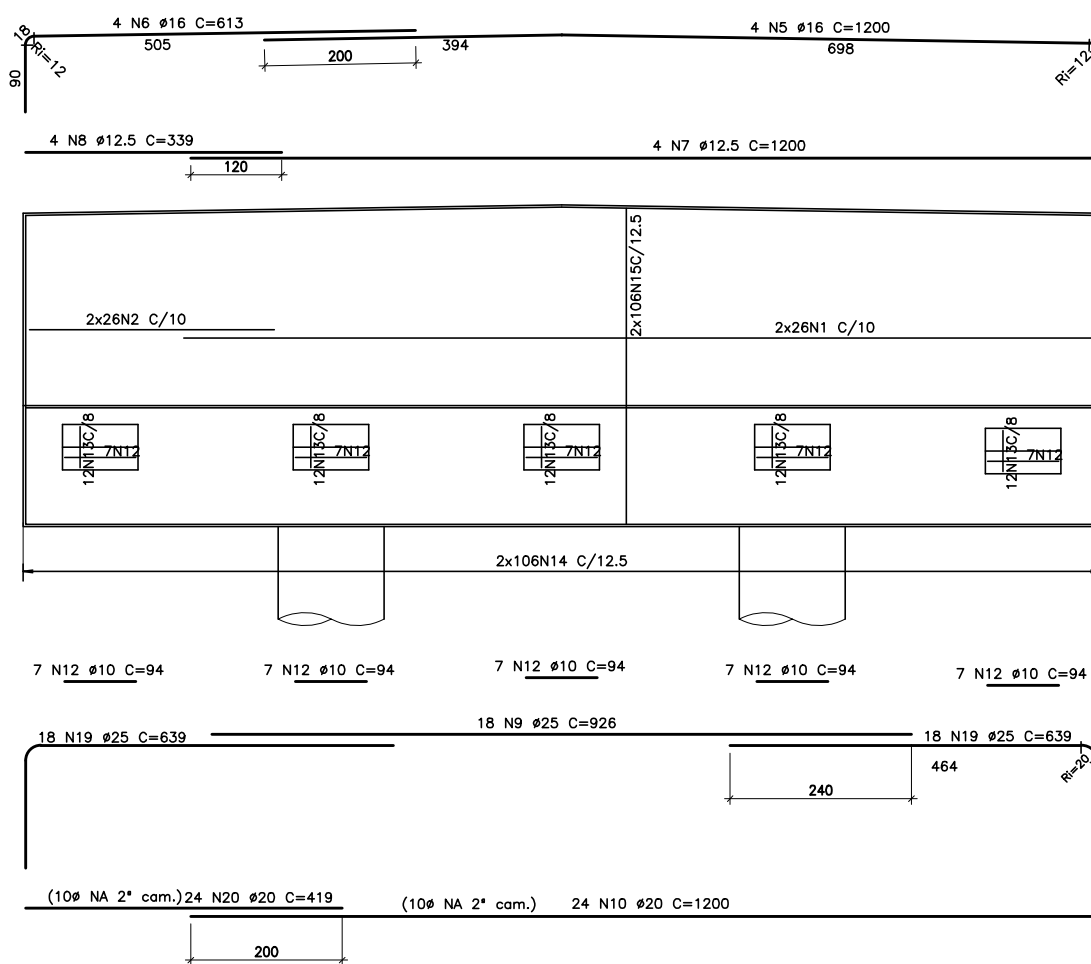 4 N6 ø16 C=613
505
200
394
4 N5 ø16 C=1200
698
18
Ri=12
90
Ri=12
4 N8 ø12.5 C=339
120
4 N7 ø12.5 C=1200
2x106N15C/12.5
2x26N2 C/10
2x26N1 C/10
12N13C/8
7N12
12N13C/8
7N12
12N13C/8
7N12
12N13C/8
7N12
12N13C/8
7N12
2x106N14 C/12.5
7 N12 ø10 C=94
7 N12 ø10 C=94
7 N12 ø10 C=94
7 N12 ø10 C=94
7 N12 ø10 C=94
18 N9 ø25 C=926
18 N19 ø25 C=639
18 N19 ø25 C=639
464
Ri=20
240
(10ø NA 2ª cam.) 24 N20 ø20 C=419
(10ø NA 2ª cam.) 24 N10 ø20 C=1200
200